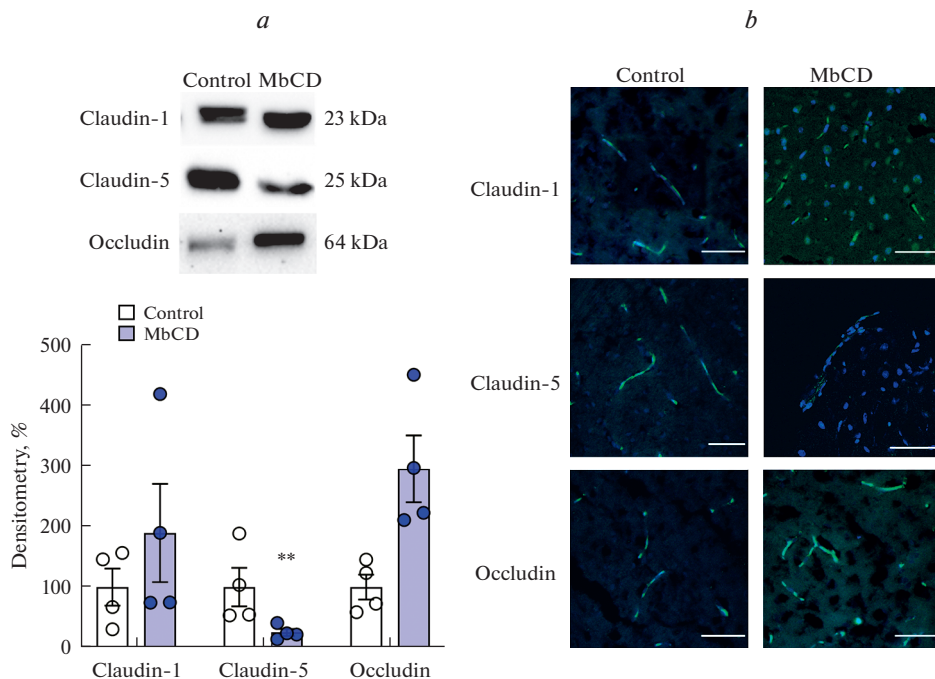 a
Control MbCD
Claudin-1 23 kDa
Claudin-5 25 kDa
Occludin 64 kDa
Control
MbCD
Densitometry, %
500
400
300
200
100
0
**
Claudin-1 Claudin-5 Occludin
b
Control MbCD
Claudin-1
Claudin-5
Occludin